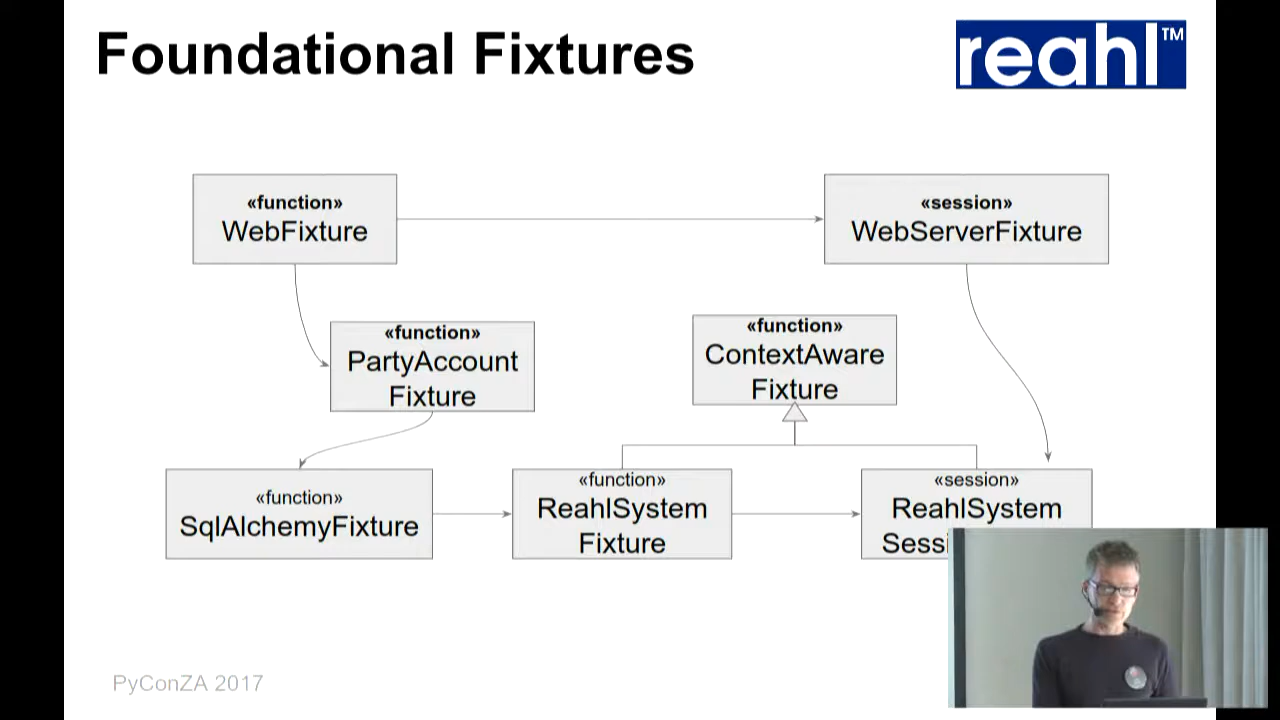 Foundational Fixtures
reahl™
«function»
WebFixture
«session»
WebServerFixture
«function»
PartyAccount
Fixture
«function»
ContextAware
Fixture
«function»
SqlAlchemyFixture
«function»
ReahlSystem
Fixture
«session»
ReahlSystem
PyConZA 2017